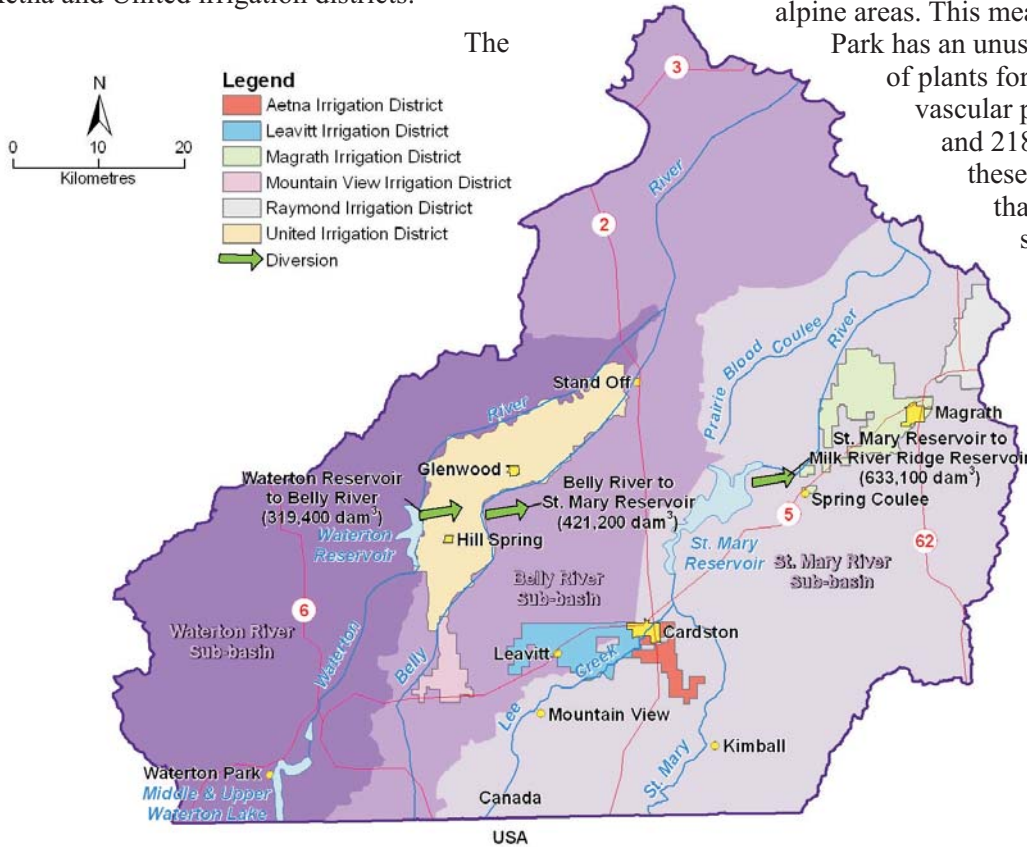 Aetna and United irrigation districts.
The
alpine areas. This mea
Park has an unus
of plants for
vascular p
and 218
these
tha
s
N
0 10 20
Kilometres
Legend
Aetna Irrigation District
Leavitt Irrigation District
Magrath Irrigation District
Mountain View Irrigation District
Raymond Irrigation District
United Irrigation District
Diversion
3
2
River
Prairie Blood Coulee
River
Stand Off
River
Magrath
St. Mary Reservoir to
Milk River Ridge Reservoir
(633,100 dam³)
Glenwood
Waterton Reservoir
to Belly River
(319,400 dam³)
Belly River to
St. Mary Reservoir
(421,200 dam³)
Spring Coulee
5
Waterton
Reservoir
Hill Spring
St. Mary
Reservoir
62
St. Mary River
Sub-basin
Belly River
Sub-basin
6
Waterton River
Sub-basin
Waterton
Belly
Cardston
Leavitt
Lee Creek
Mountain View
Kimball
St. Mary
Waterton Park
Middle & Upper
Waterton Lake
Canada
USA